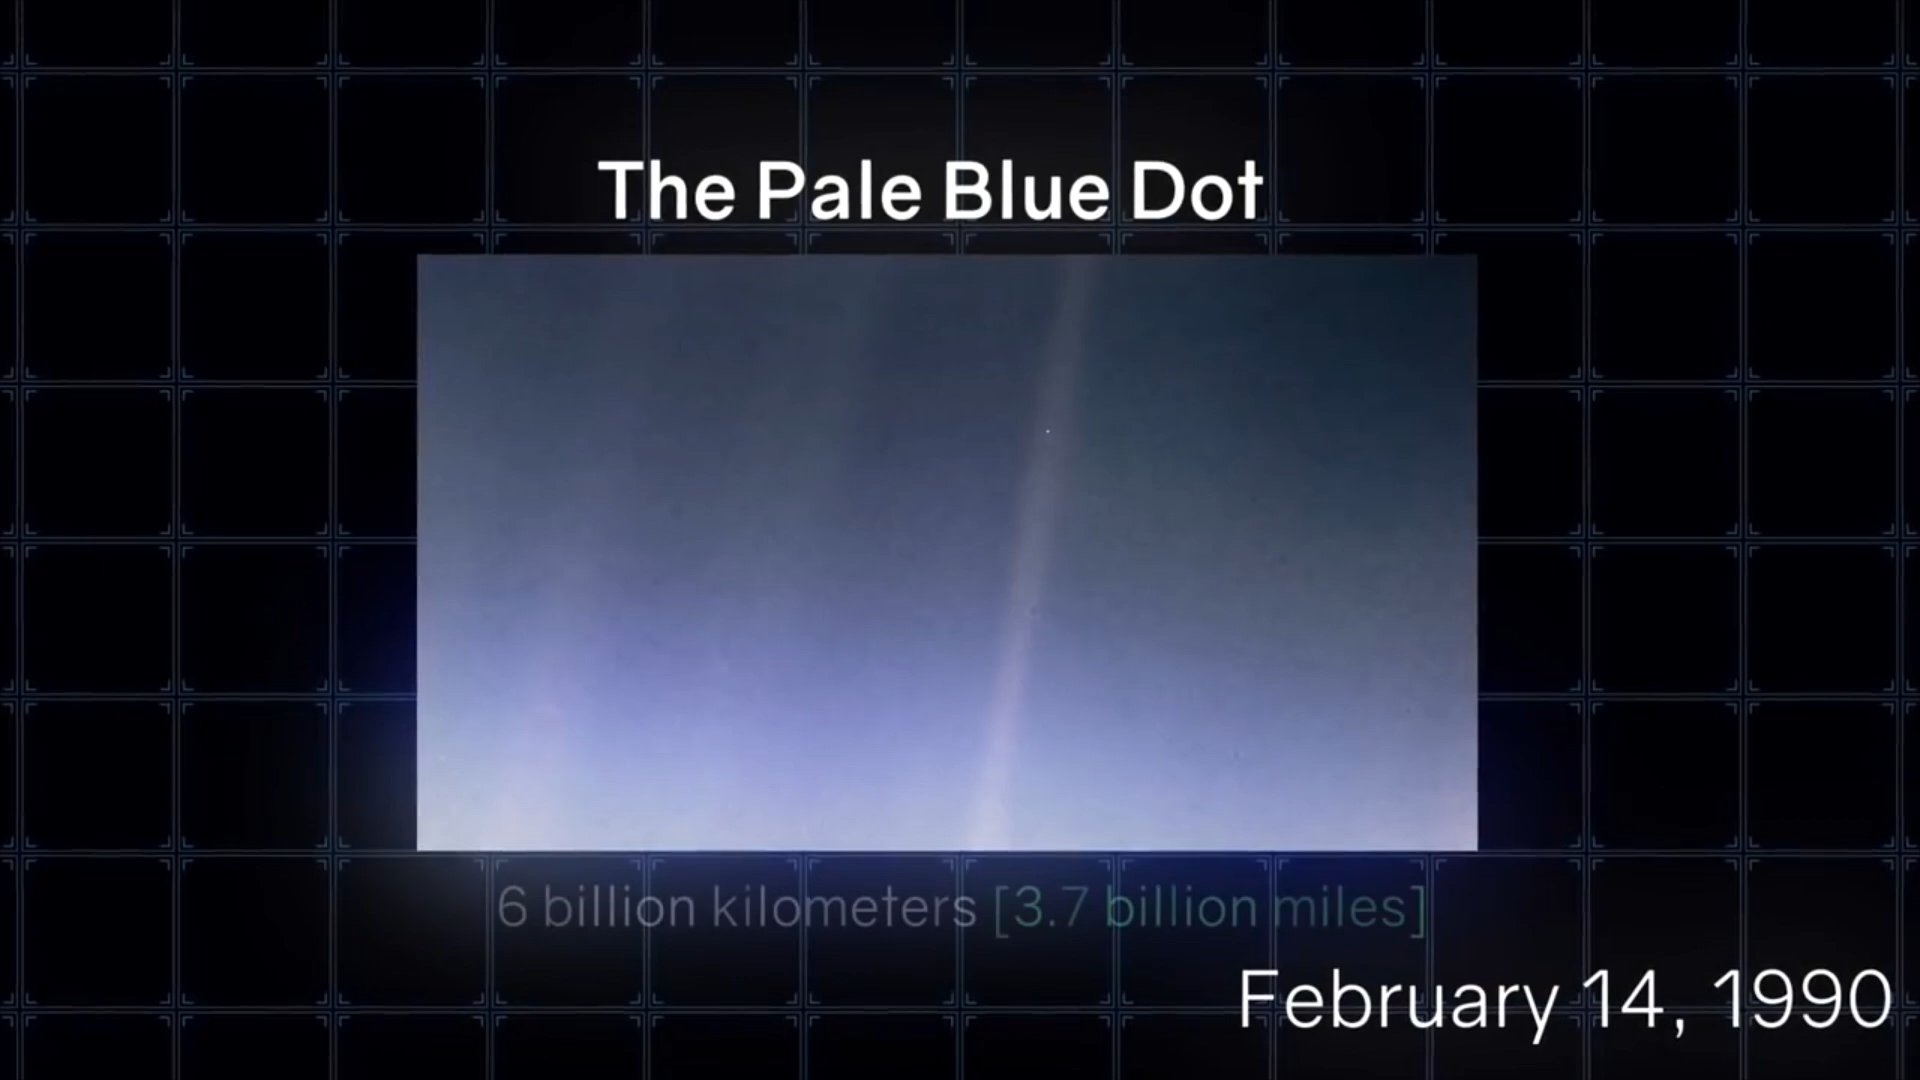 The Pale Blue Dot
6 billion kilometers [3.7 billion miles]
February 14, 1990